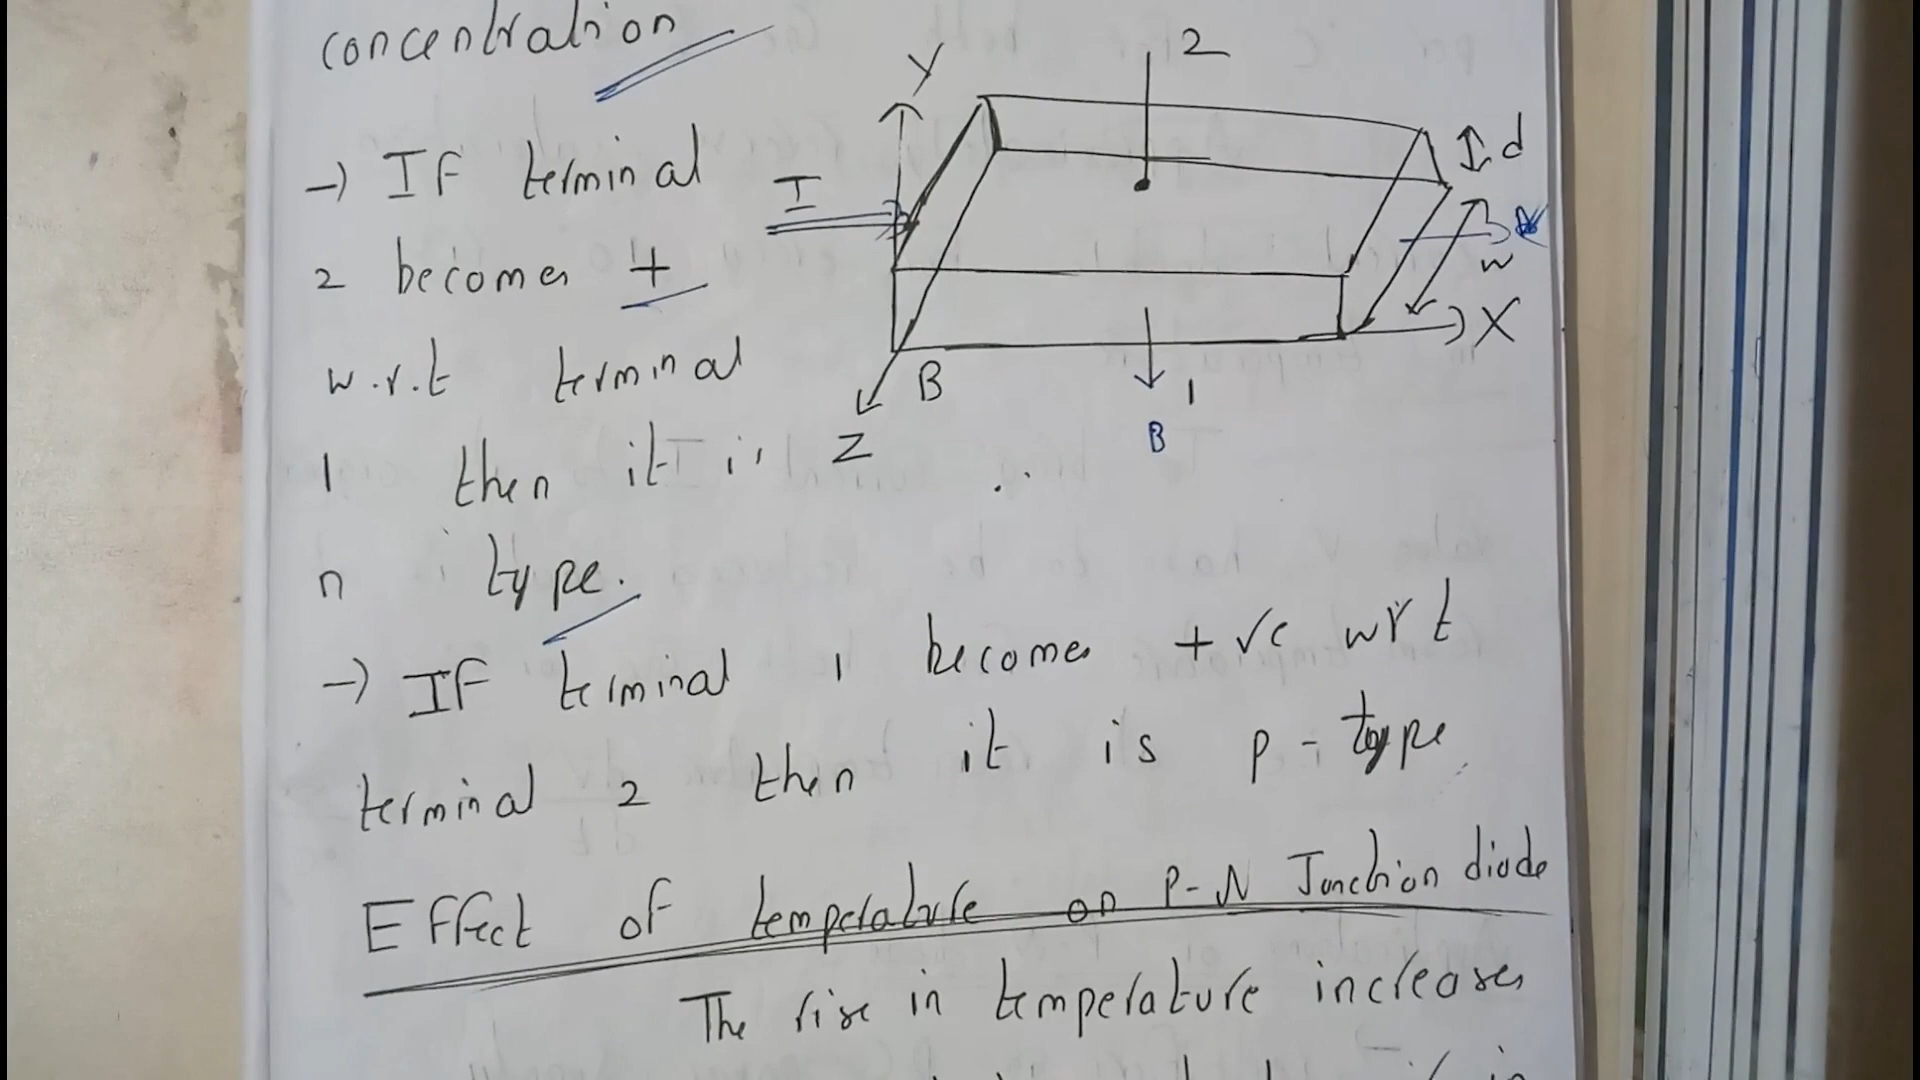 concentration
→ IF terminal
2 becomes +
w.r.t terminal
1 then it is
n type.
Y
2
I
d
w
X
B
1
B
Z
→ IF terminal 1 becomes +ve wrt
terminal 2 then it is p-type
Effect of temperature on P-N Junction diode
The rise in temperature increases